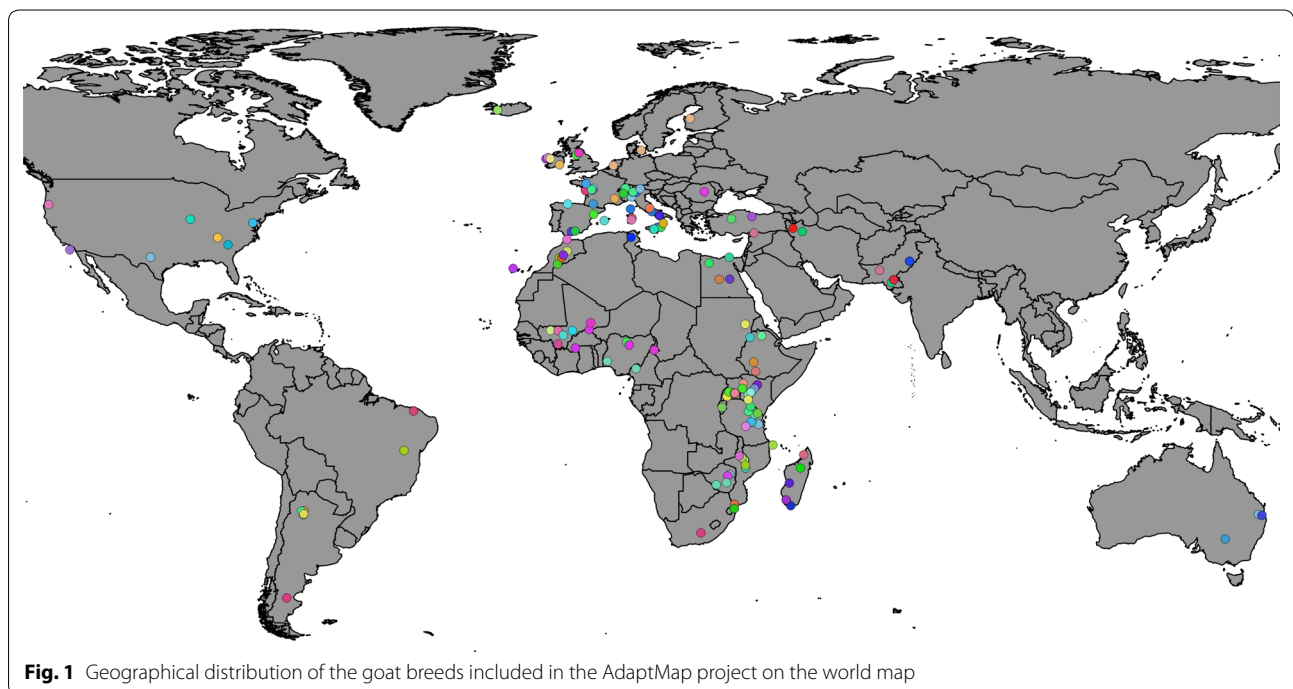 Fig. 1 Geographical distribution of the goat breeds included in the AdaptMap project on the world map